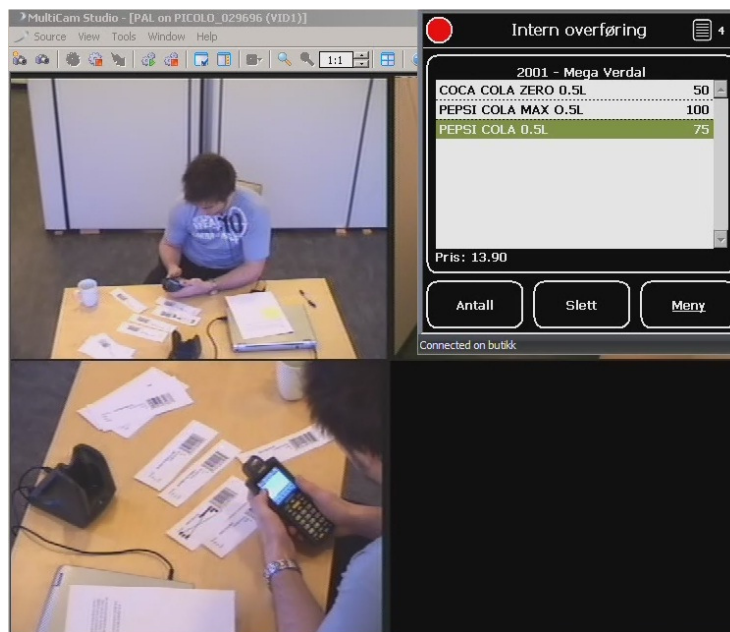 MultiCam Studio - [PAL on PICOLO_029696 (VID1)]
Source View Tools Window Help
1:1
Intern overføring
4
2001 - Mega Verdal
COCA COLA ZERO 0.5L 50
PEPSI COLA MAX 0.5L 100
PEPSI COLA 0.5L 75
Pris: 13.90
Antall Slett Meny
Connected on butikk
10